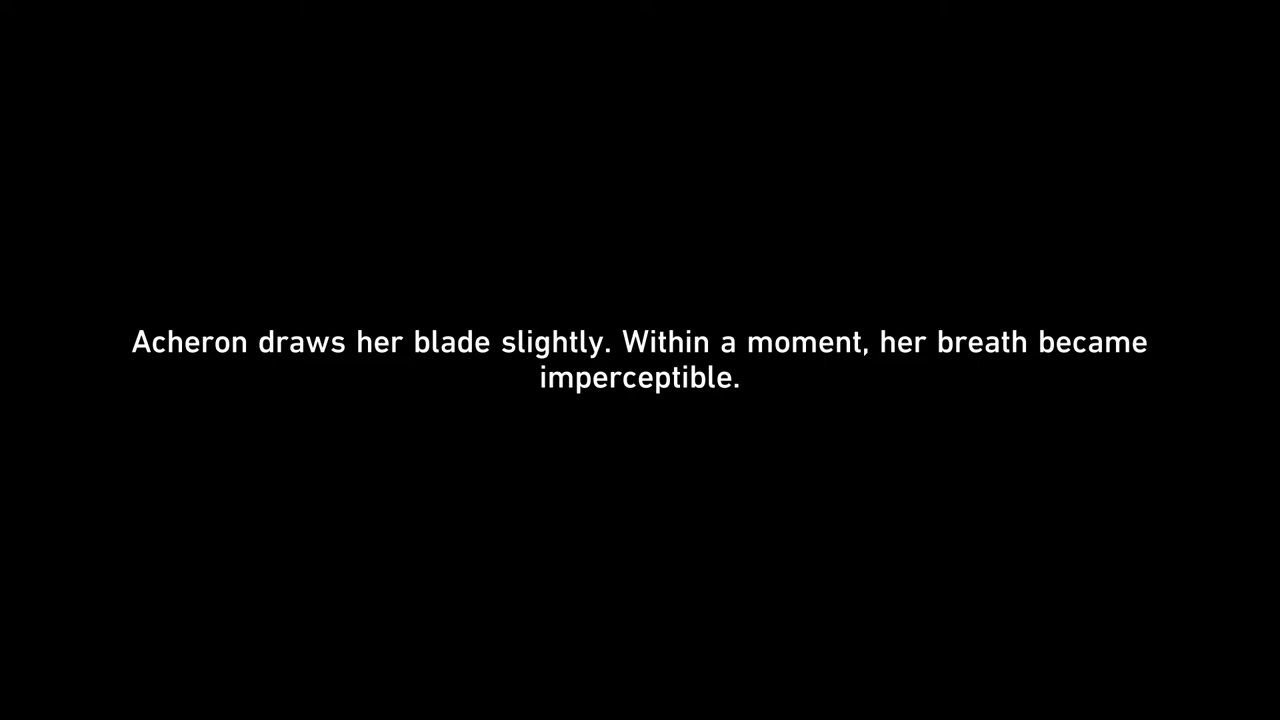 Acheron draws her blade slightly. Within a moment, her breath became
imperceptible.